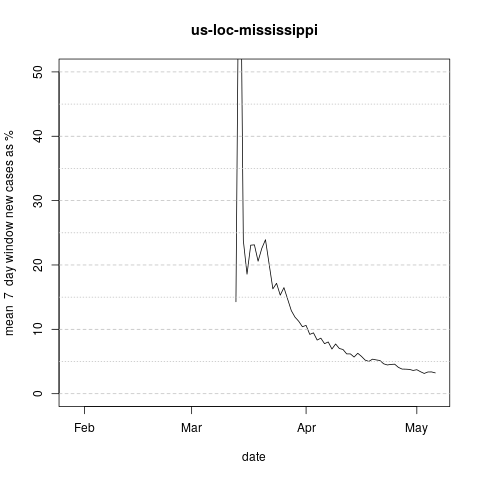 us-loc-mississippi
50
40
30
20
10
0
mean  7  day window new cases as %
Feb
Mar
Apr
May
date